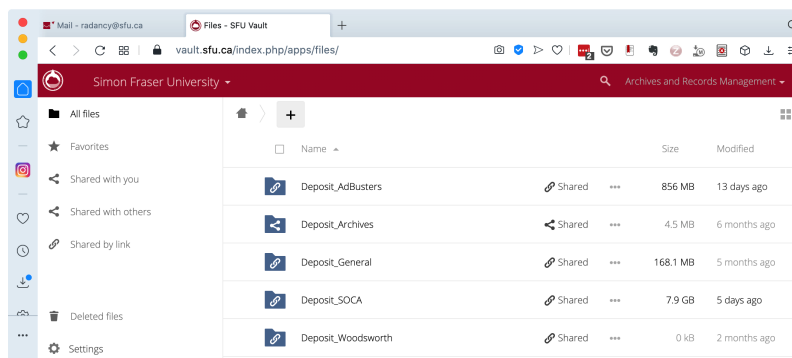 Mail - radancy@sfu.ca
Files - SFU Vault
vault.sfu.ca/index.php/apps/files/
2
Simon Fraser University
Archives and Records Management
All files
Name
Size
Modified
Favorites
Deposit_AdBusters
Shared
856 MB
13 days ago
Shared with you
Shared with others
Deposit_Archives
Shared
4.5 MB
6 months ago
Shared by link
Deposit_General
Shared
168.1 MB
5 months ago
Deposit_SOCA
Shared
7.9 GB
5 days ago
Deleted files
Deposit_Woodsworth
Shared
0 kB
2 months ago
Settings